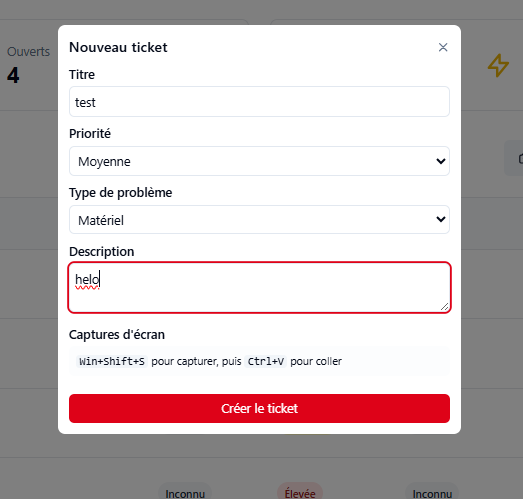 Nouveau ticket
Ouverts
4
Titre
test
Priorité
Moyenne
Type de problème
Matériel
Description
helo
Captures d'écran
Win+Shift+S pour capturer, puis Ctrl+V pour coller
Créer le ticket
Inconnu Élevée Inconnu